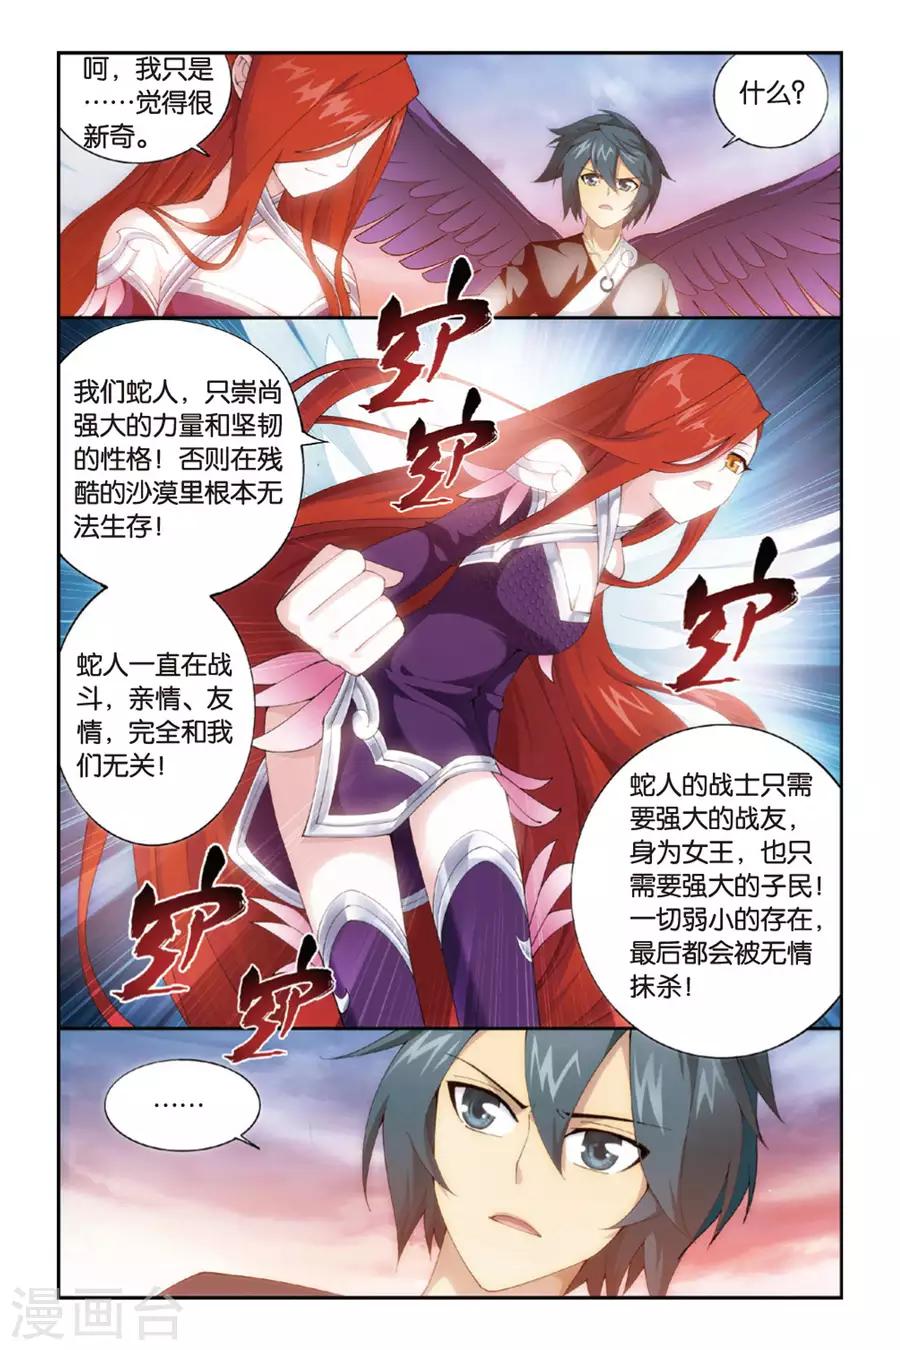 呵，我只是
……觉得很
新奇。
什么？
我们蛇人，只崇尚
强大的力量和坚韧
的性格！否则在残
酷的沙漠里根本无
法生存！
蛇人一直在战
斗，亲情、友
情，完全和我
们无关！
蛇人的战士只需
要强大的战友，
身为女王，也只
需要强大的子民！
一切弱小的存在，
最后都会被无情
抹杀！
……
漫画台